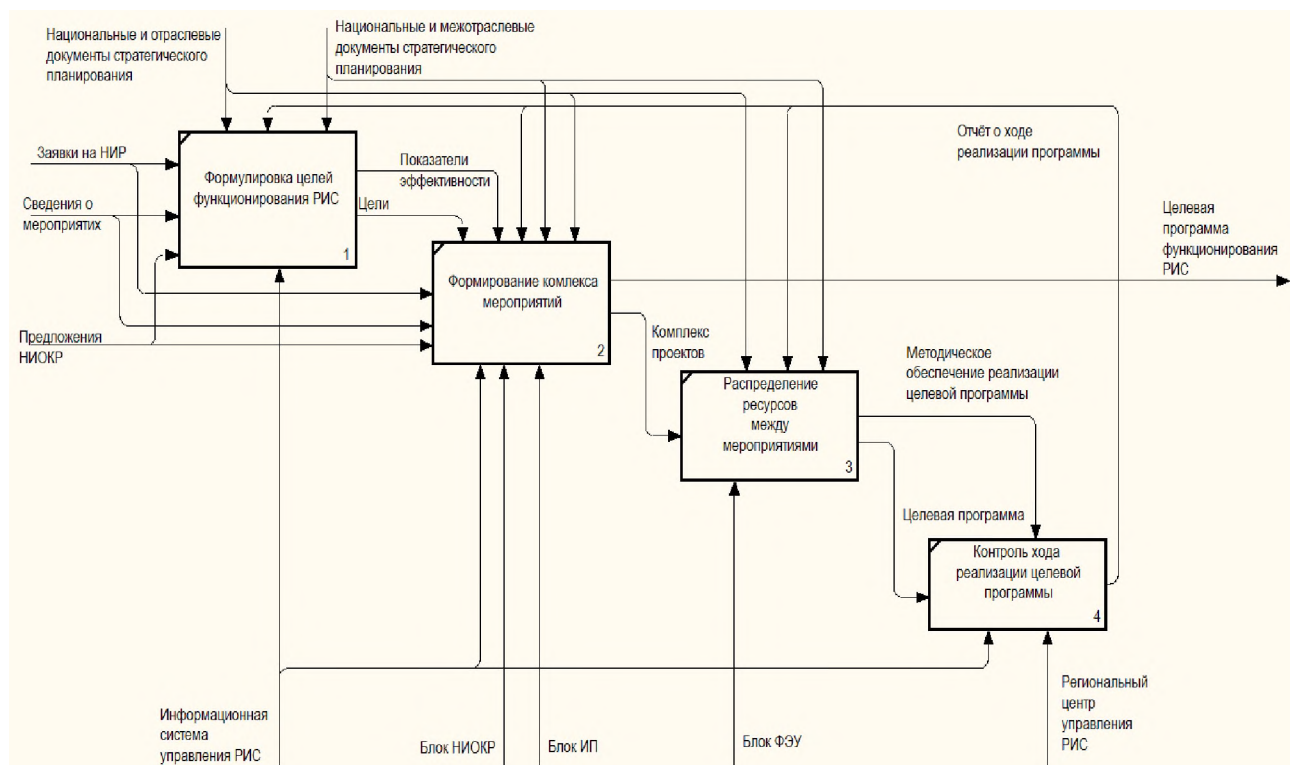 Национальные и отраслевые
документы стратегического
планирования
Национальные и межотраслевые
документы стратегического
планирования
Отчёт о ходе
реализации программы
Заявки на НИР
Формулировка целей
функционирования РИС
1
Показатели
эффективности
Цели
Сведения о
мероприятих
Целевая
программа
функционирования
РИС
Формирование комлекса
мероприятий
2
Предложения
НИОКР
Комплекс
проектов
Методическое
обеспечение реализации
целевой программы
Распределение
ресурсов
между
мероприятиями
3
Целевая программа
Контроль хода
реализации целевой
программы
4
Информационная
система
управления РИС
Блок НИОКР
Блок ИП
Блок ФЭУ
Региональный
центр
управления
РИС